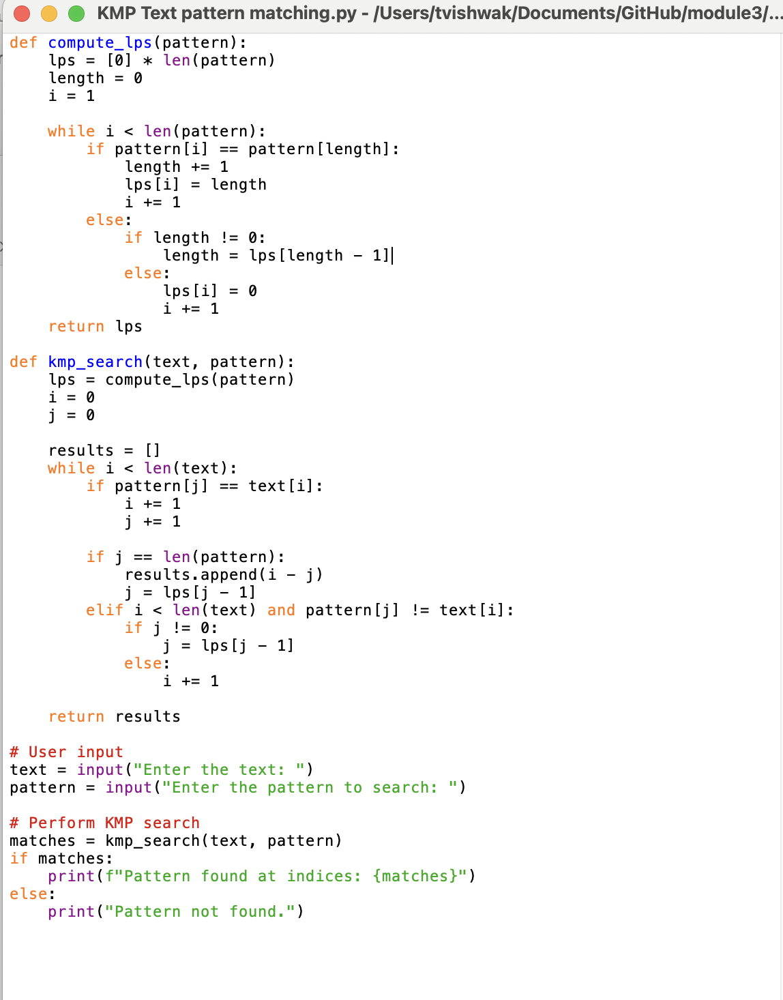 KMP Text pattern matching.py - /Users/tvishwak/Documents/GitHub/module3/...
def compute_lps(pattern):
    lps = [0] * len(pattern)
    length = 0
    i = 1

    while i < len(pattern):
        if pattern[i] == pattern[length]:
            length += 1
            lps[i] = length
            i += 1
        else:
            if length != 0:
                length = lps[length - 1]
            else:
                lps[i] = 0
                i += 1
    return lps

def kmp_search(text, pattern):
    lps = compute_lps(pattern)
    i = 0
    j = 0

    results = []
    while i < len(text):
        if pattern[j] == text[i]:
            i += 1
            j += 1

        if j == len(pattern):
            results.append(i - j)
            j = lps[j - 1]
        elif i < len(text) and pattern[j] != text[i]:
            if j != 0:
                j = lps[j - 1]
            else:
                i += 1

    return results

# User input
text = input("Enter the text: ")
pattern = input("Enter the pattern to search: ")

# Perform KMP search
matches = kmp_search(text, pattern)
if matches:
    print(f"Pattern found at indices: {matches}")
else:
    print("Pattern not found.")